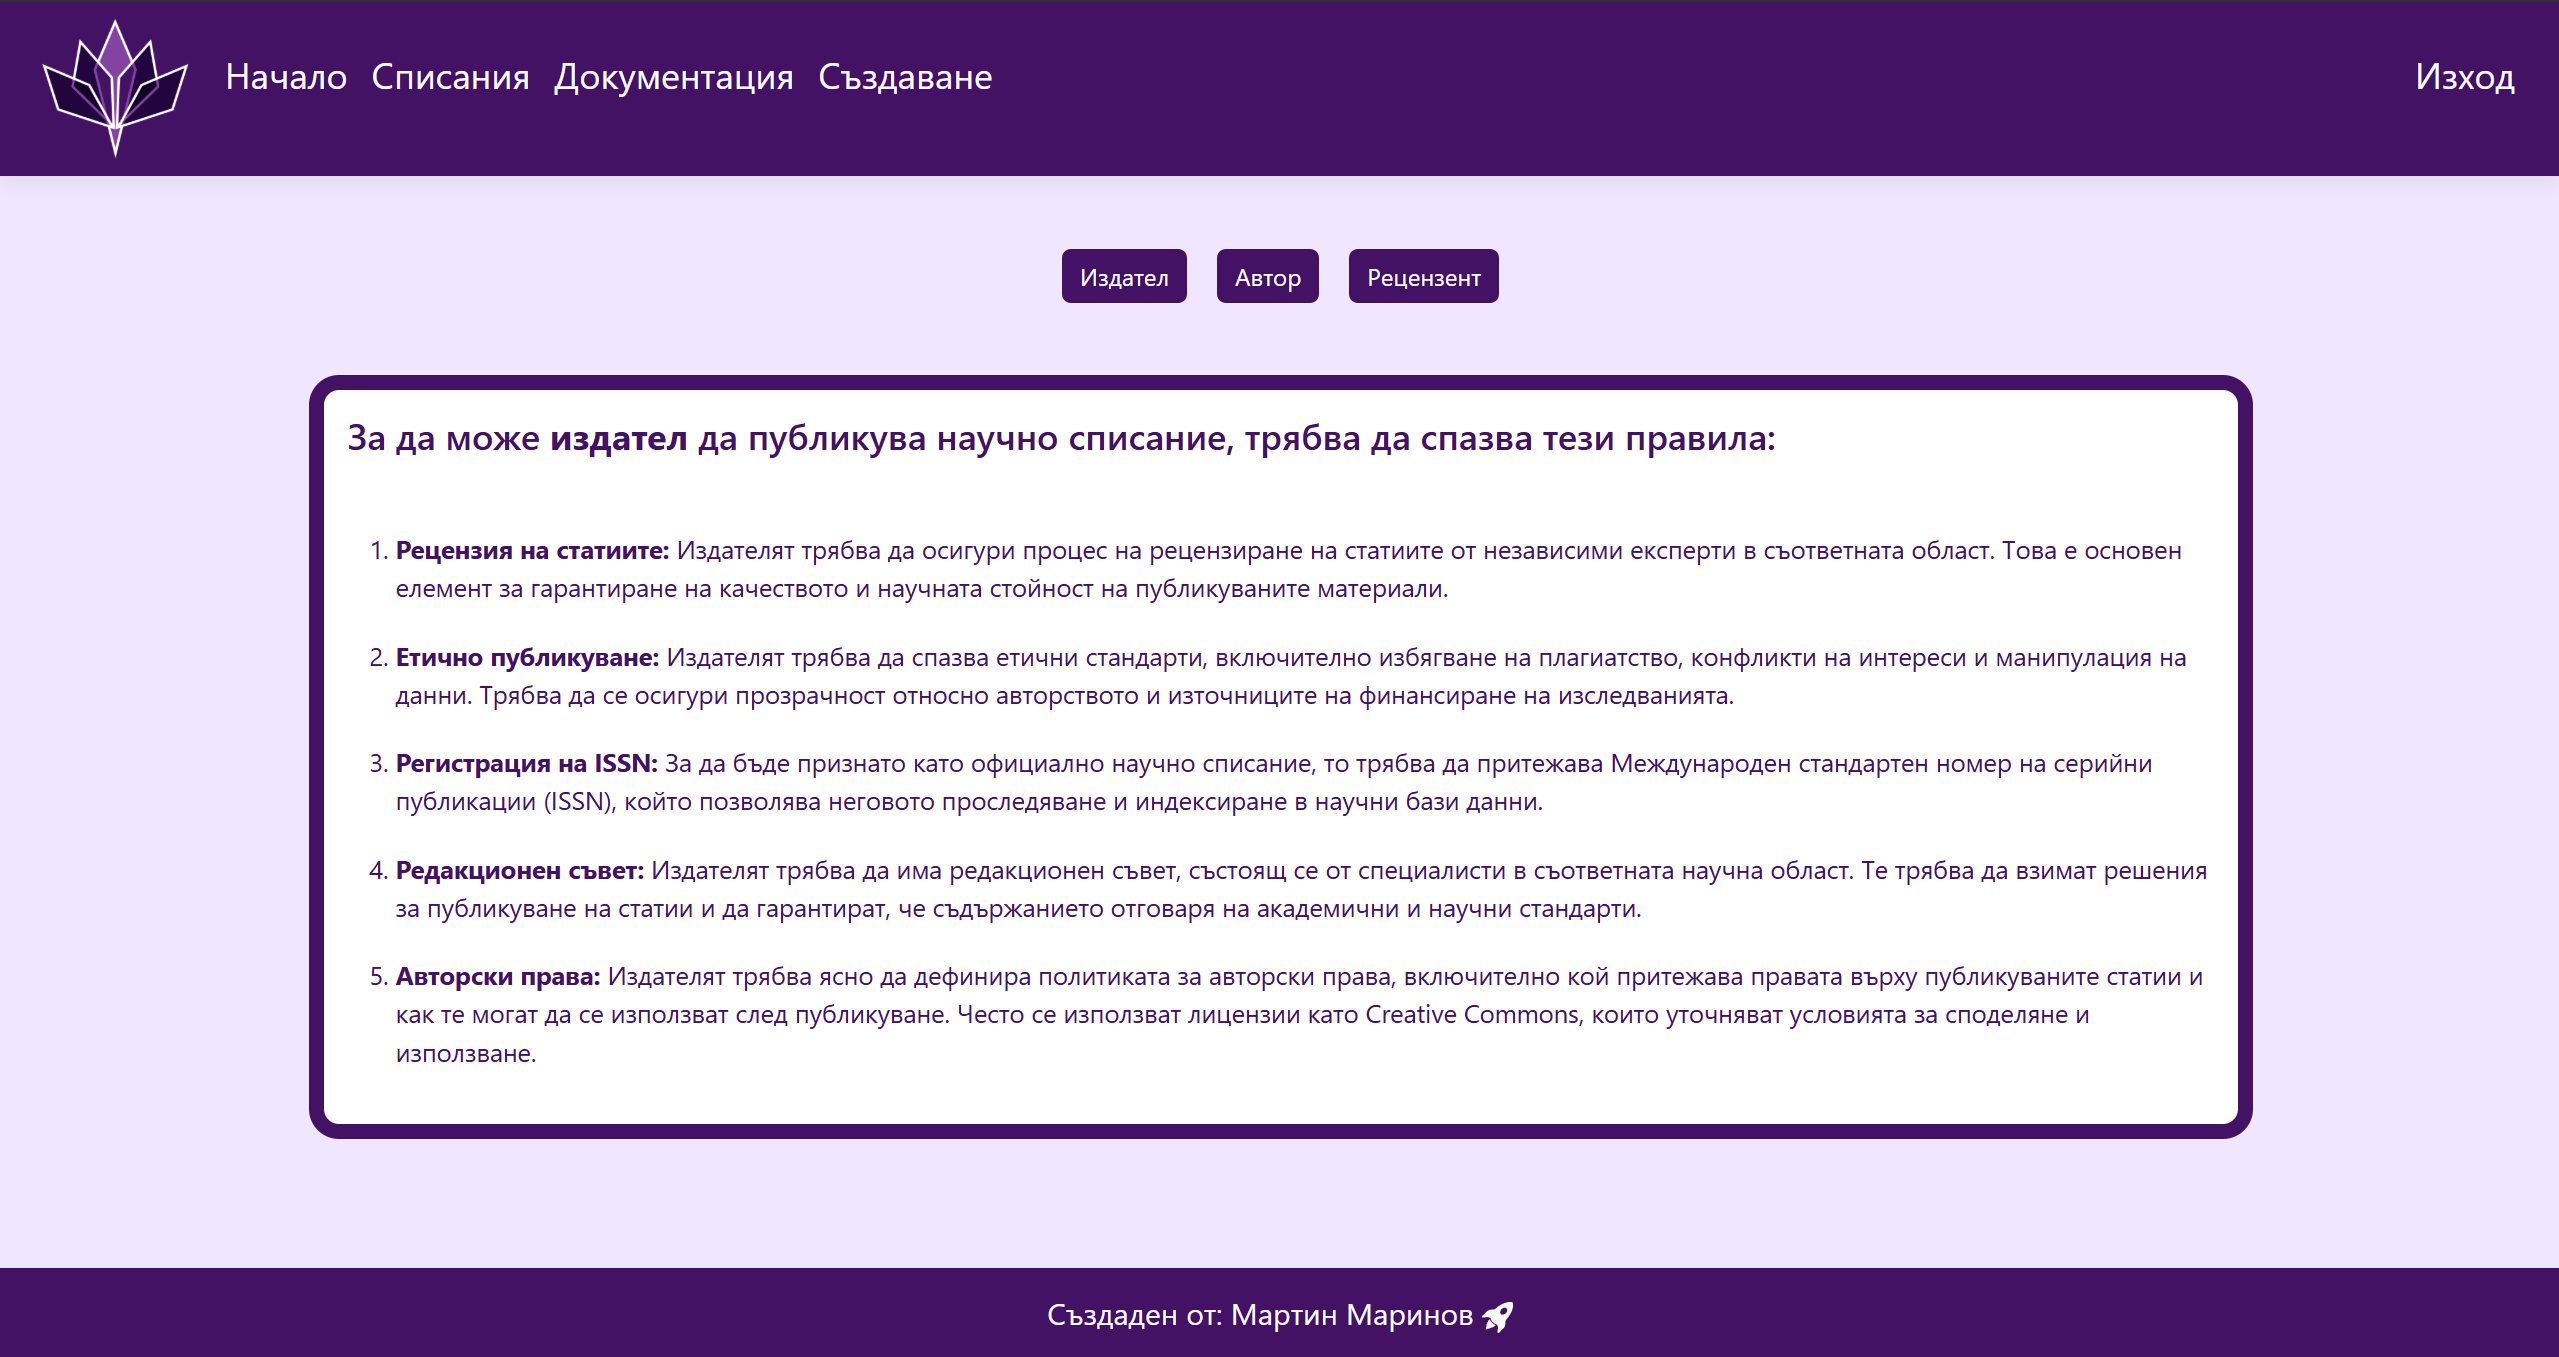 Начало Списания Документация Създаване Изход
Издател Автор Рецензент
За да може издател да публикува научно списание, трябва да спазва тези правила:
1. Рецензия на статиите: Издателят трябва да осигури процес на рецензиране на статиите от независими експерти в съответната област. Това е основен
елемент за гарантиране на качеството и научната стойност на публикуваните материали.
2. Етично публикуване: Издателят трябва да спазва етични стандарти, включително избягване на плагиатство, конфликти на интереси и манипулация на
данни. Трябва да се осигури прозрачност относно авторството и източниците на финансиране на изследванията.
3. Регистрация на ISSN: За да бъде признато като официално научно списание, то трябва да притежава Международен стандартен номер на серийни
публикации (ISSN), който позволява неговото проследяване и индексиране в научни бази данни.
4. Редакционен съвет: Издателят трябва да има редакционен съвет, състоящ се от специалисти в съответната научна област. Те трябва да взимат решения
за публикуване на статии и да гарантират, че съдържанието отговаря на академични и научни стандарти.
5. Авторски права: Издателят трябва ясно да дефинира политиката за авторски права, включително кой притежава правата върху публикуваните статии и
как те могат да се използват след публикуване. Често се използват лицензии като Creative Commons, които уточняват условията за споделяне и
използване.
Създаден от: Мартин Маринов